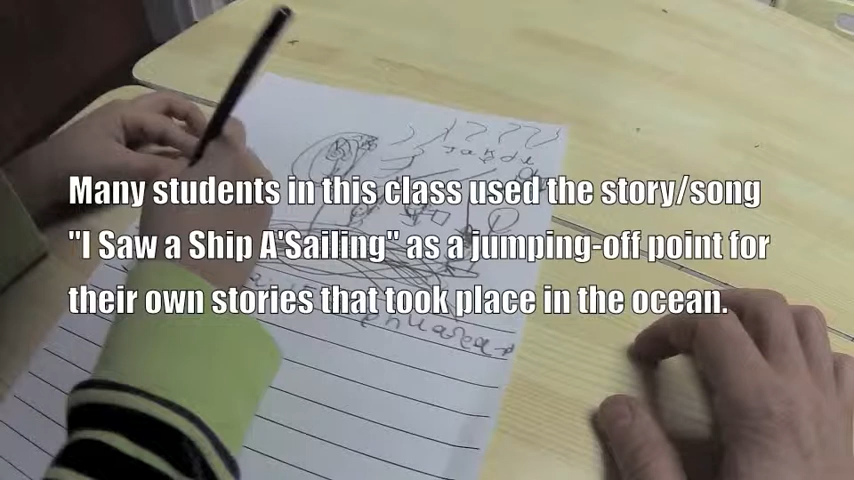 Many students in this class used the story/song
"I Saw a Ship A'Sailing" as a jumping-off point for
their own stories that took place in the ocean.